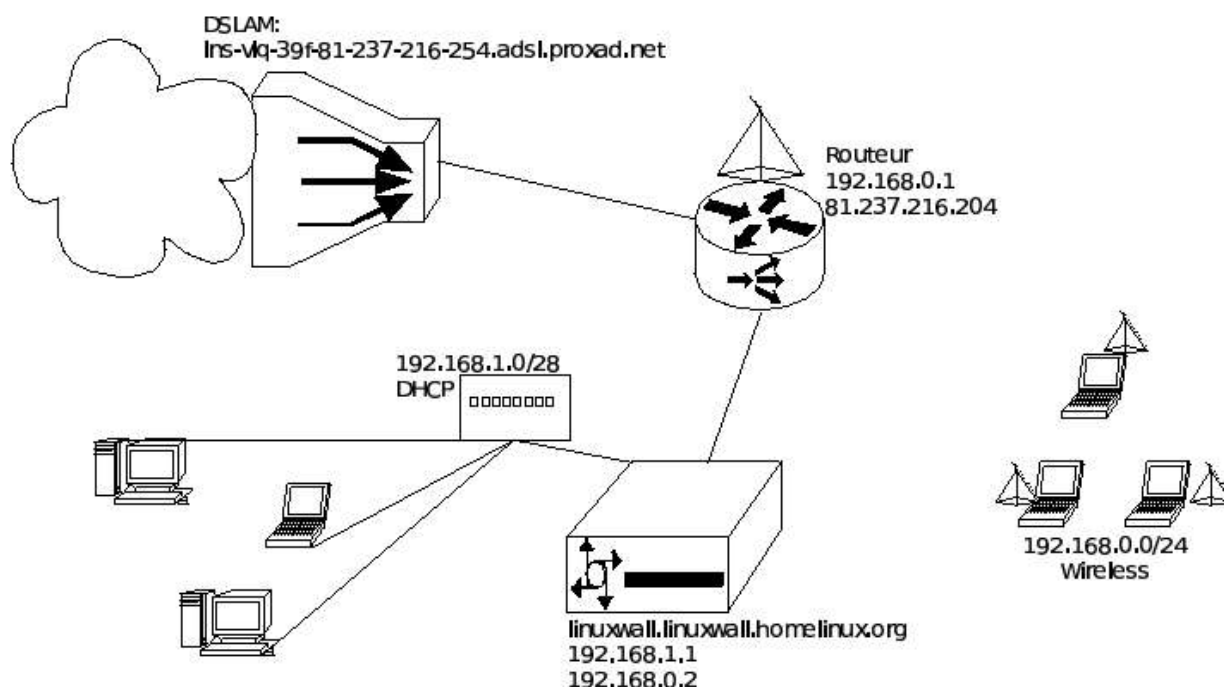 DSLAM:
lns-vlq-39f-81-237-216-254.adsl.proxad.net
Routeur
192.168.0.1
81.237.216.204
192.168.1.0/28
DHCP
192.168.0.0/24
Wireless
linuxwall.linuxwall.homelinux.org
192.168.1.1
192.168.0.2